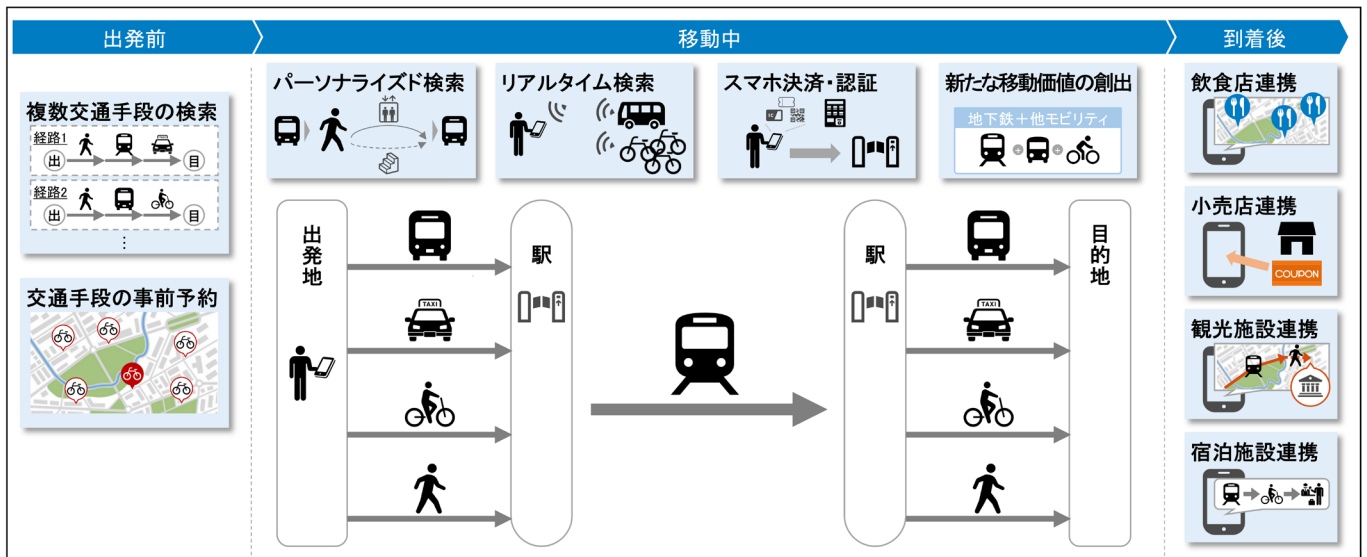 出発前
移動中
到着後
複数交通手段の検索
経路1
出
目
経路2
出
目
⋮
交通手段の事前予約
パーソナライズド検索
リアルタイム検索
スマホ決済・認証
新たな移動価値の創出
地下鉄＋他モビリティ
出発地
駅
TAXI
駅
TAXI
目的地
飲食店連携
小売店連携
COUPON
観光施設連携
宿泊施設連携